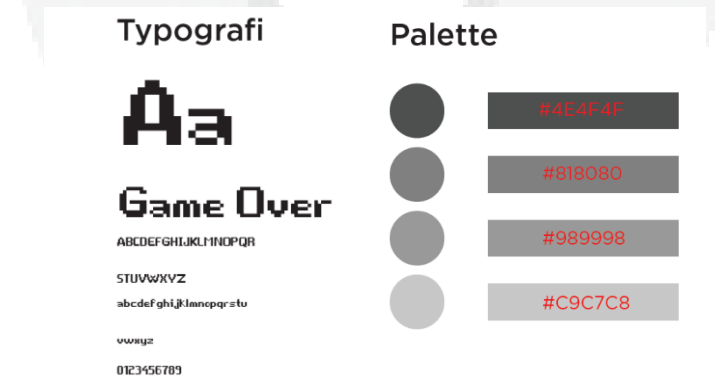 Typografi
Aa
Game Over
ABCDEFGHIJKLMNOPQR
STUVWXYZ
abcdefghijklmnopqrstu
vwxyz
0123456789
Palette
#4E4F4F
#818080
#989998
#C9C7C8